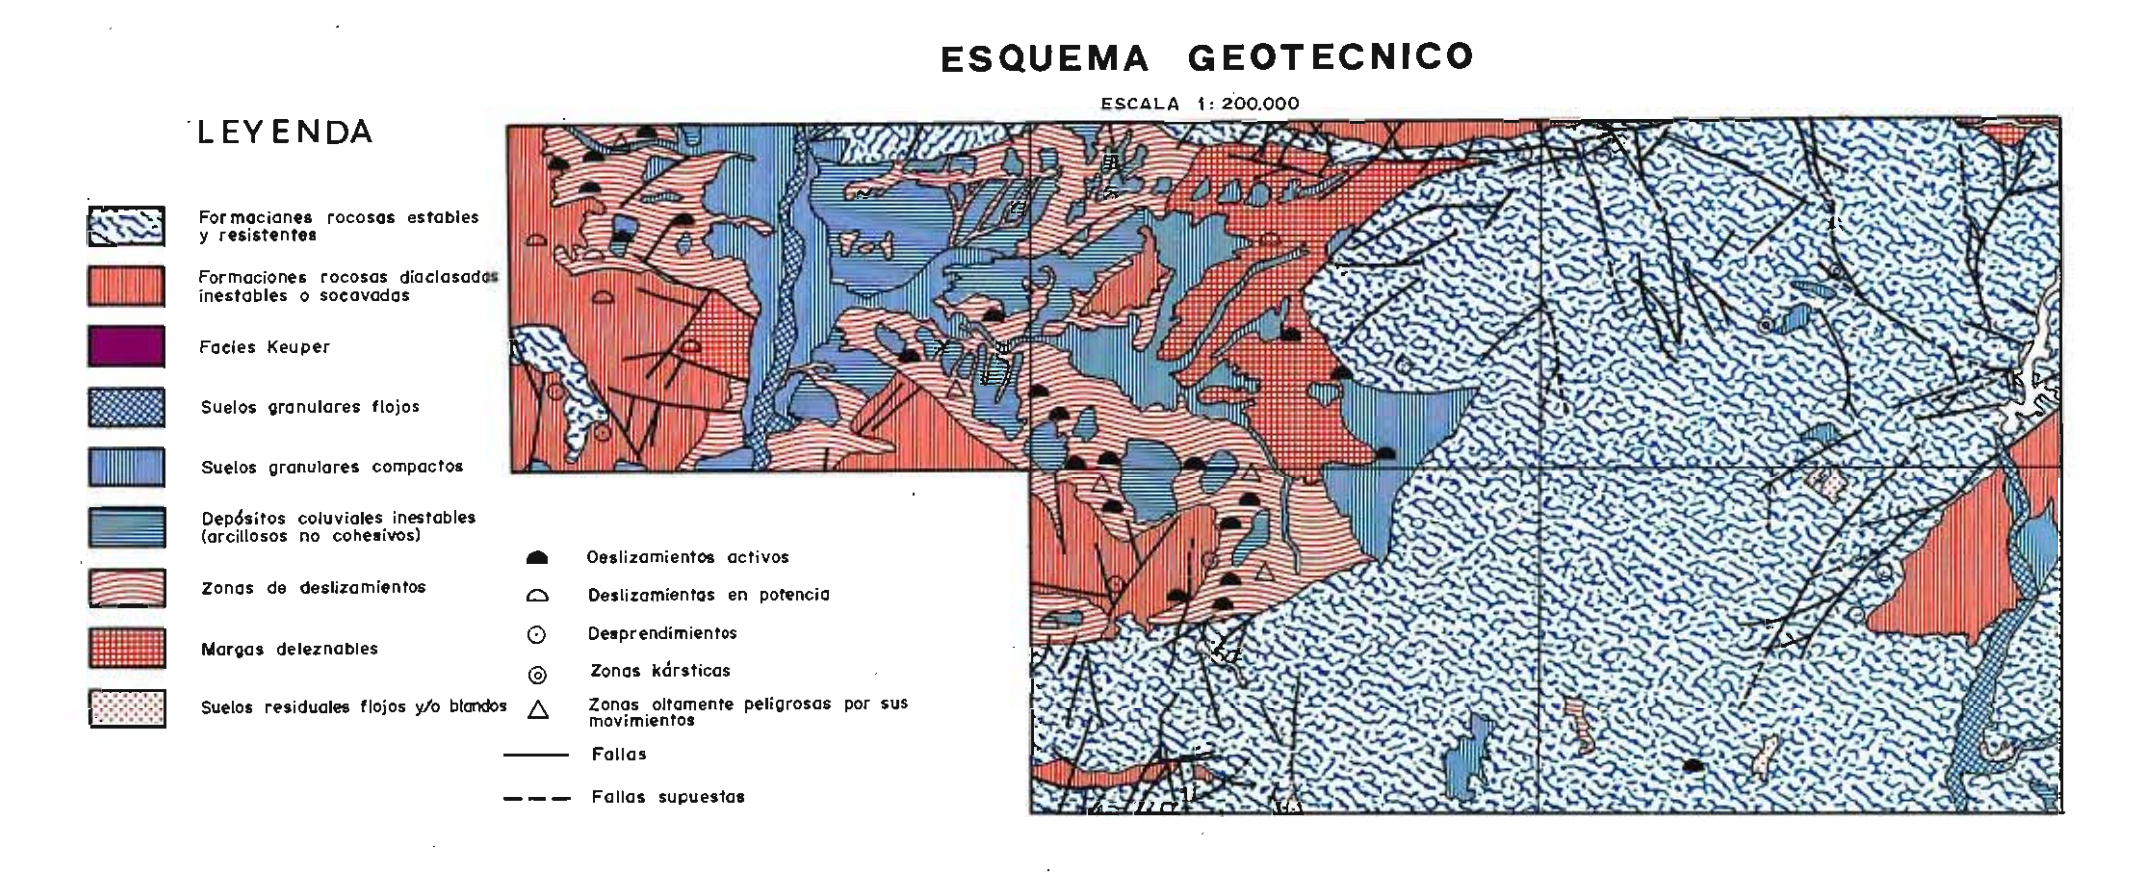 ESQUEMA GEOTECNICO
ESCALA 1:200.000
LEYENDA
Formaciones rocosas estables
y resistentes
Formaciones rocosas diaclasadas
inestables o socavadas
Facies Keuper
Suelos granulares flojos
Suelos granulares compactos
Depósitos coluviales inestables
(arcillosos no cohesivos)
Zonas de deslizamientos
Margas deleznables
Suelos residuales flojos y/o blandos
Deslizamientos activos
Deslizamientos en potencia
Desprendimientos
Zonas kársticas
Zonas altamente peligrosas por sus
movimientos
Fallas
Fallas supuestas